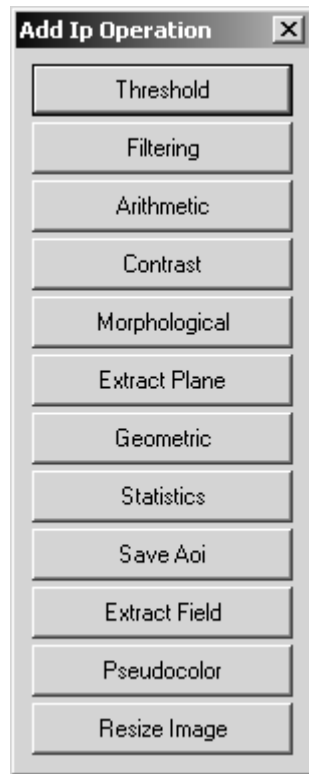 Add Ip Operation
Threshold
Filtering
Arithmetic
Contrast
Morphological
Extract Plane
Geometric
Statistics
Save Aoi
Extract Field
Pseudocolor
Resize Image